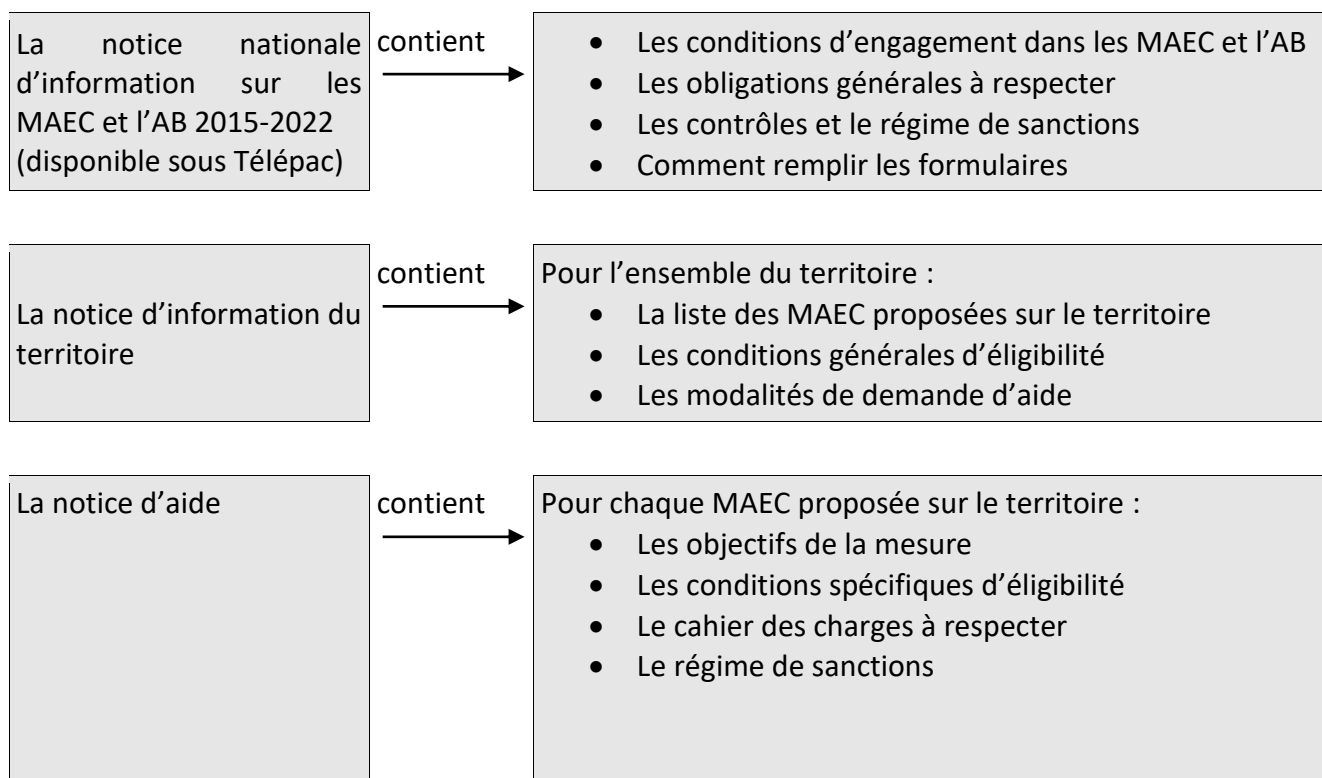 La notice nationale
d'information sur les
MAEC et l'AB 2015-2022
(disponible sous Télépac)
contient
• Les conditions d'engagement dans les MAEC et l'AB
• Les obligations générales à respecter
• Les contrôles et le régime de sanctions
• Comment remplir les formulaires
La notice d'information du
territoire
contient
Pour l'ensemble du territoire :
• La liste des MAEC proposées sur le territoire
• Les conditions générales d'éligibilité
• Les modalités de demande d'aide
La notice d'aide
contient
Pour chaque MAEC proposée sur le territoire :
• Les objectifs de la mesure
• Les conditions spécifiques d'éligibilité
• Le cahier des charges à respecter
• Le régime de sanctions